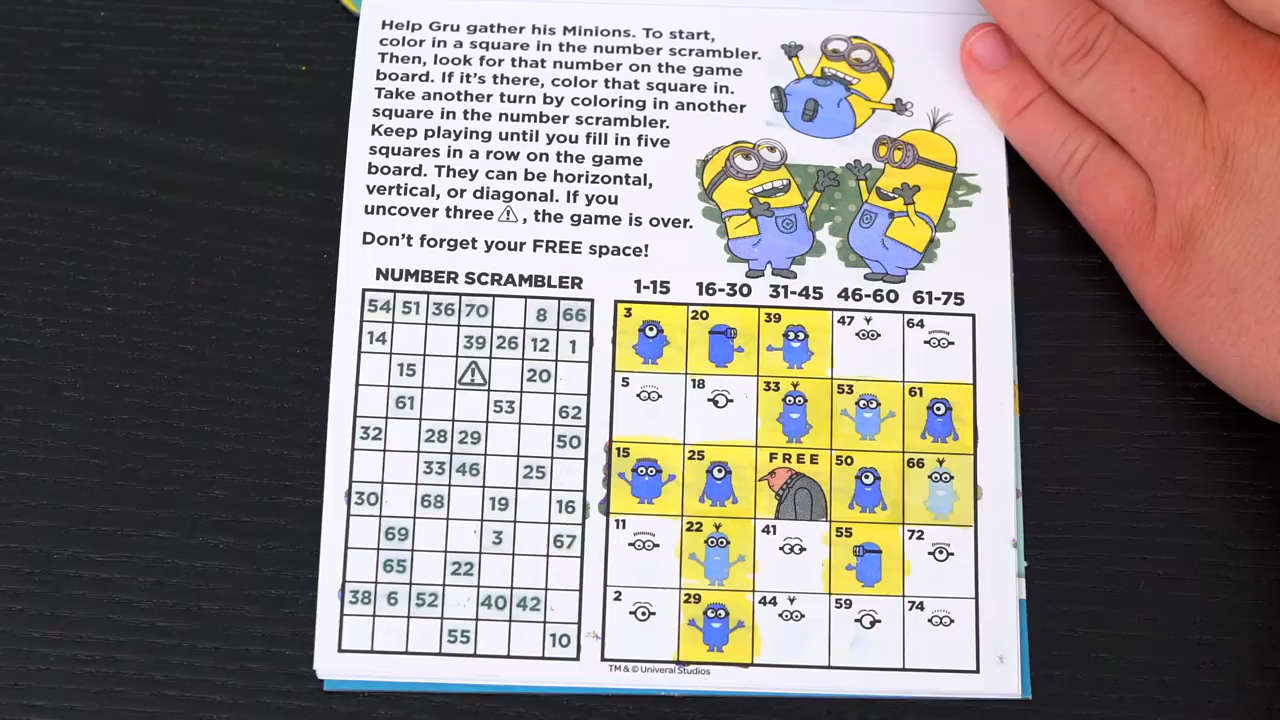 Help Gru gather his Minions. To start,
color in a square in the number scrambler.
Then, look for that number on the game
board. If it's there, color that square in.
Take another turn by coloring in another
square in the number scrambler.
Keep playing until you fill in five
squares in a row on the game
board. They can be horizontal,
vertical, or diagonal. If you
uncover three ⚠, the game is over.
Don't forget your FREE space!
NUMBER SCRAMBLER
54 51 36 70 8 66
14 39 26 12 1
15 ⚠ 20
61 53 62
32 28 29 50
33 46 25
30 68 19 16
69 3 67
65 22
38 6 52 40 42
55 10
1-15 16-30 31-45 46-60 61-75
3 20 39 47 64
5 18 33 53 61
15 25 FREE 50 66
11 22 41 55 72
2 29 44 59 74
TM & © Univeral Studios